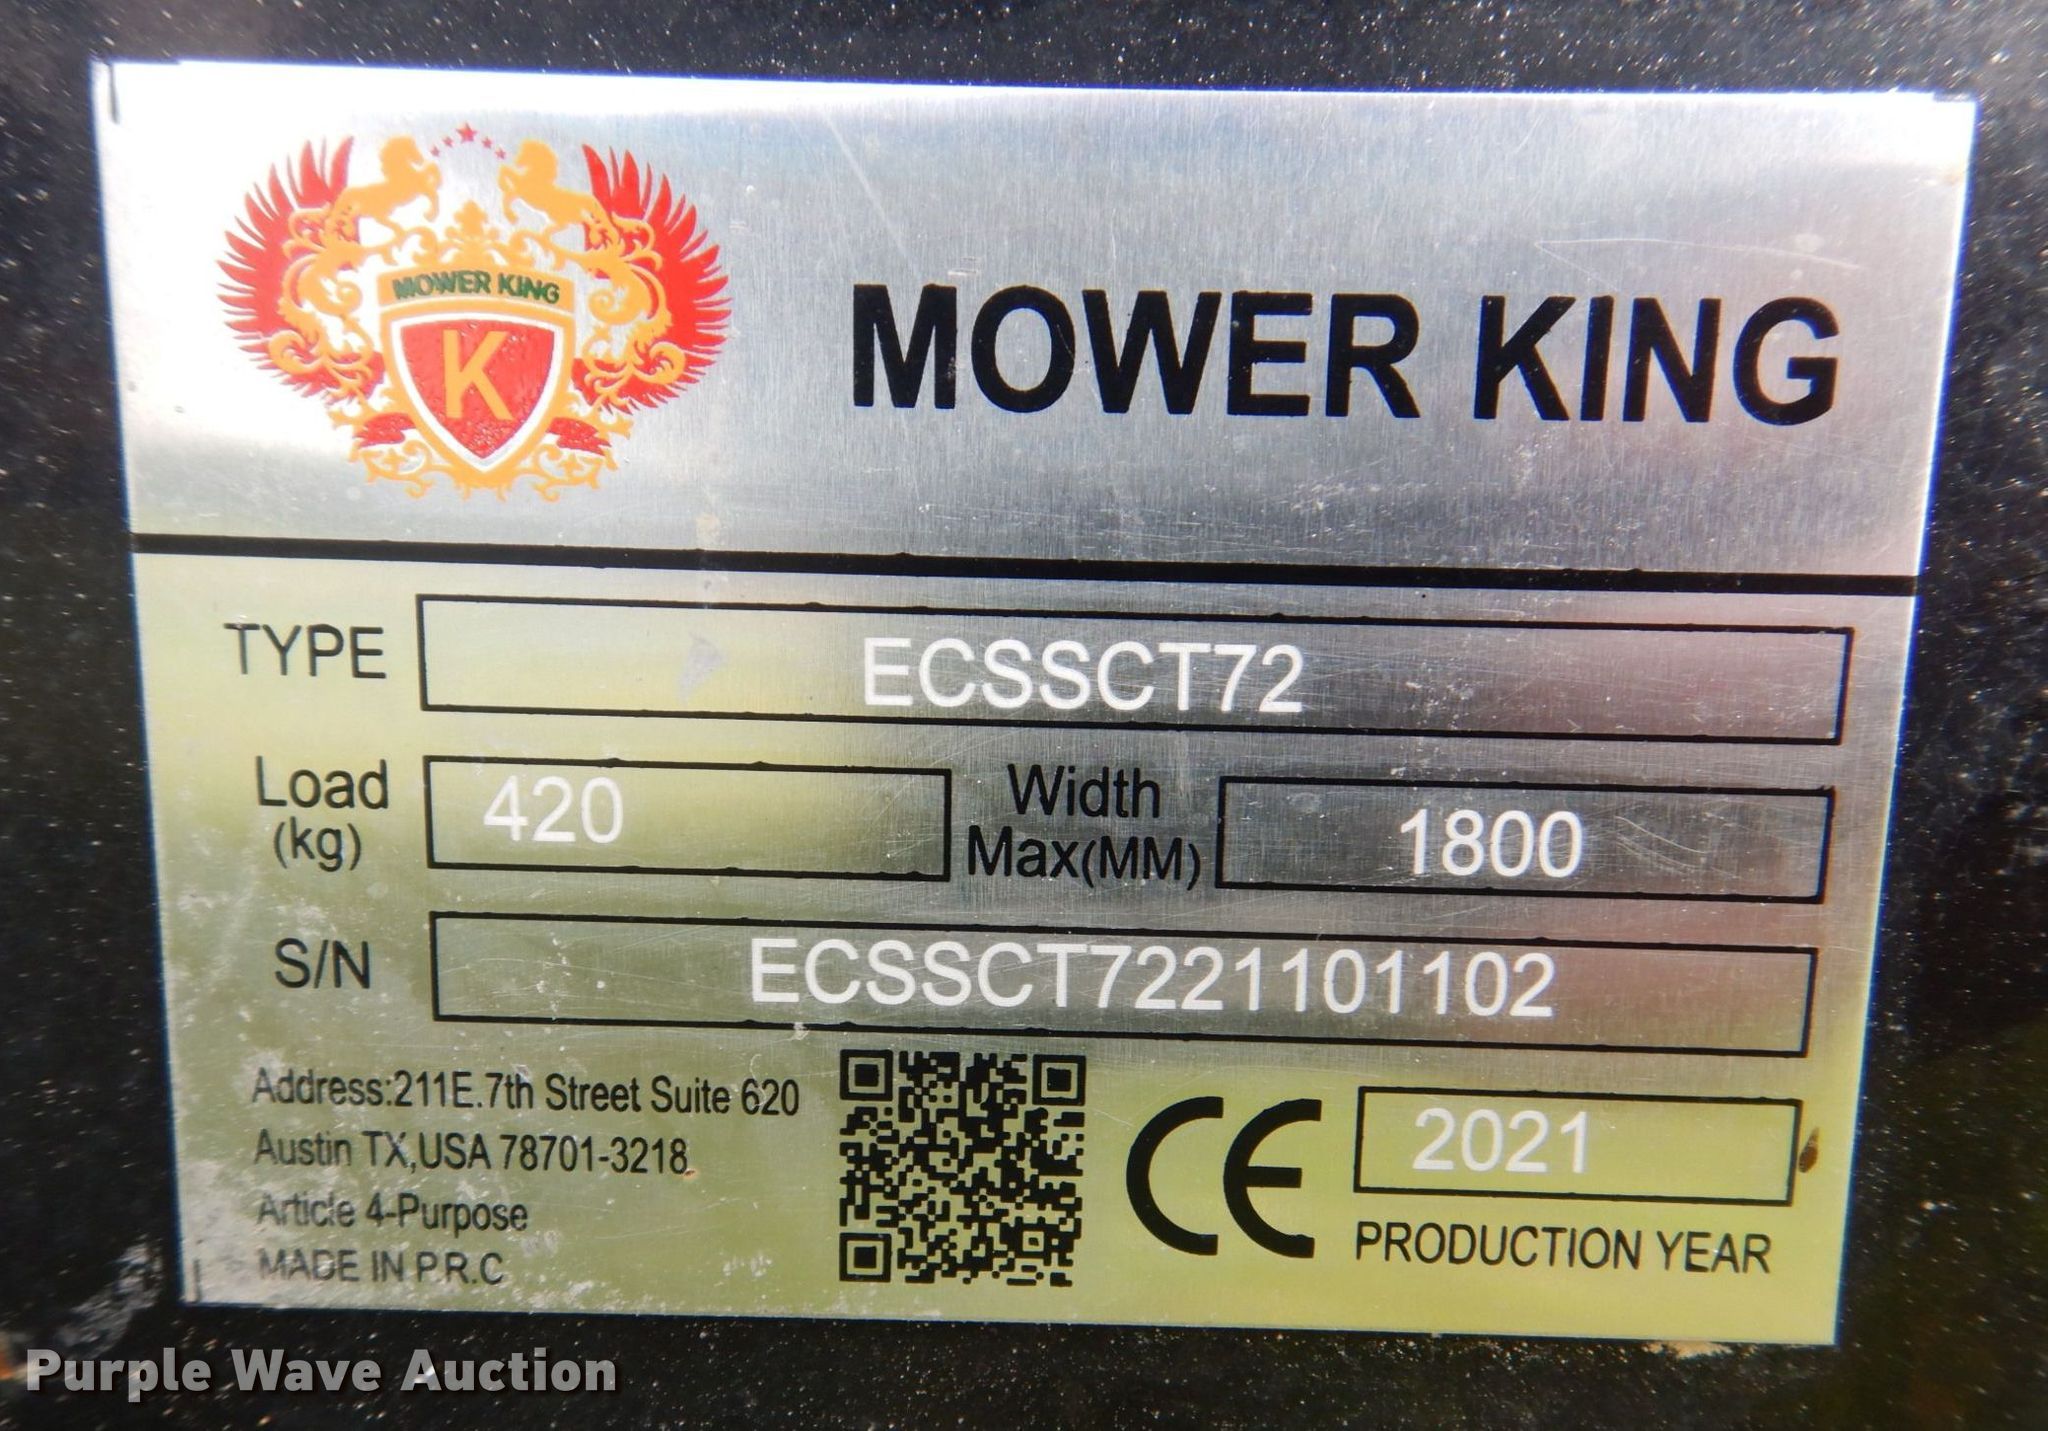 MOWER KING
K
MOWER KING
TYPE ECSSCT72
Load (kg) 420 Width Max(MM) 1800
S/N ECSSCT7221101102
Address:211E.7th Street Suite 620
Austin TX,USA 78701-3218
Article 4-Purpose
MADE IN P.R.C
CE
2021
PRODUCTION YEAR
Purple Wave Auction